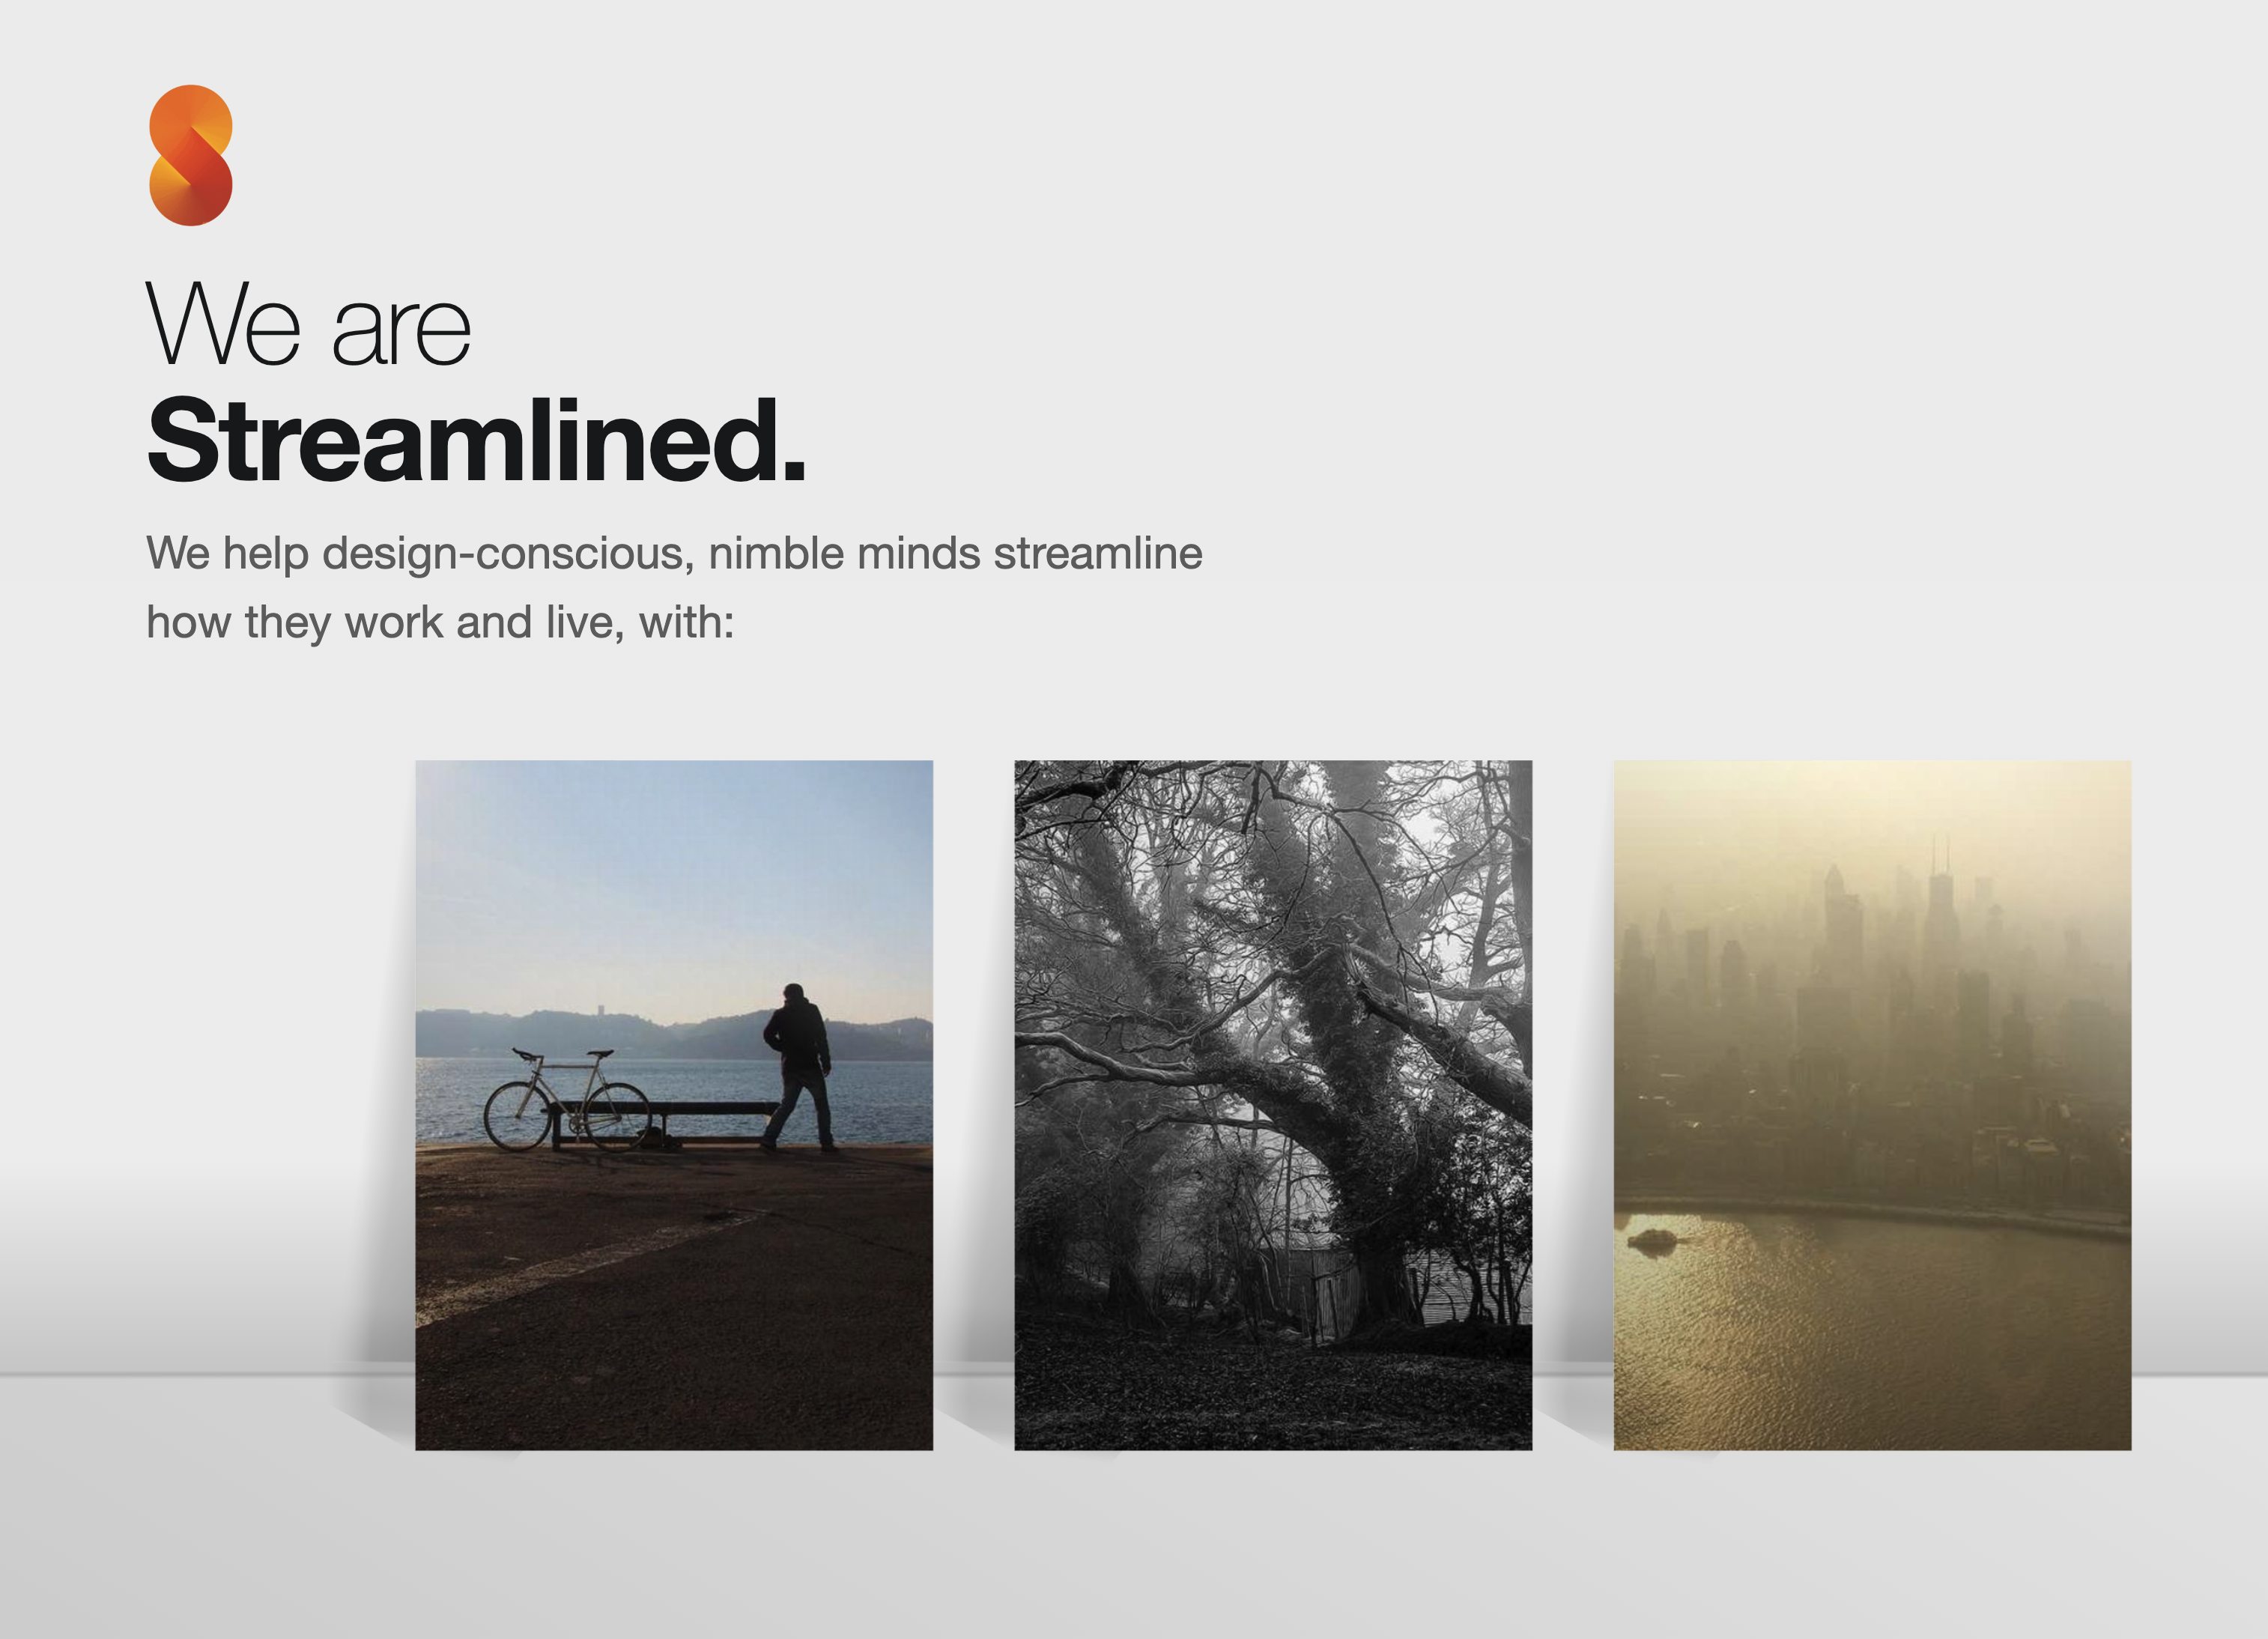 We are
Streamlined.
We help design-conscious, nimble minds streamline
how they work and live, with: